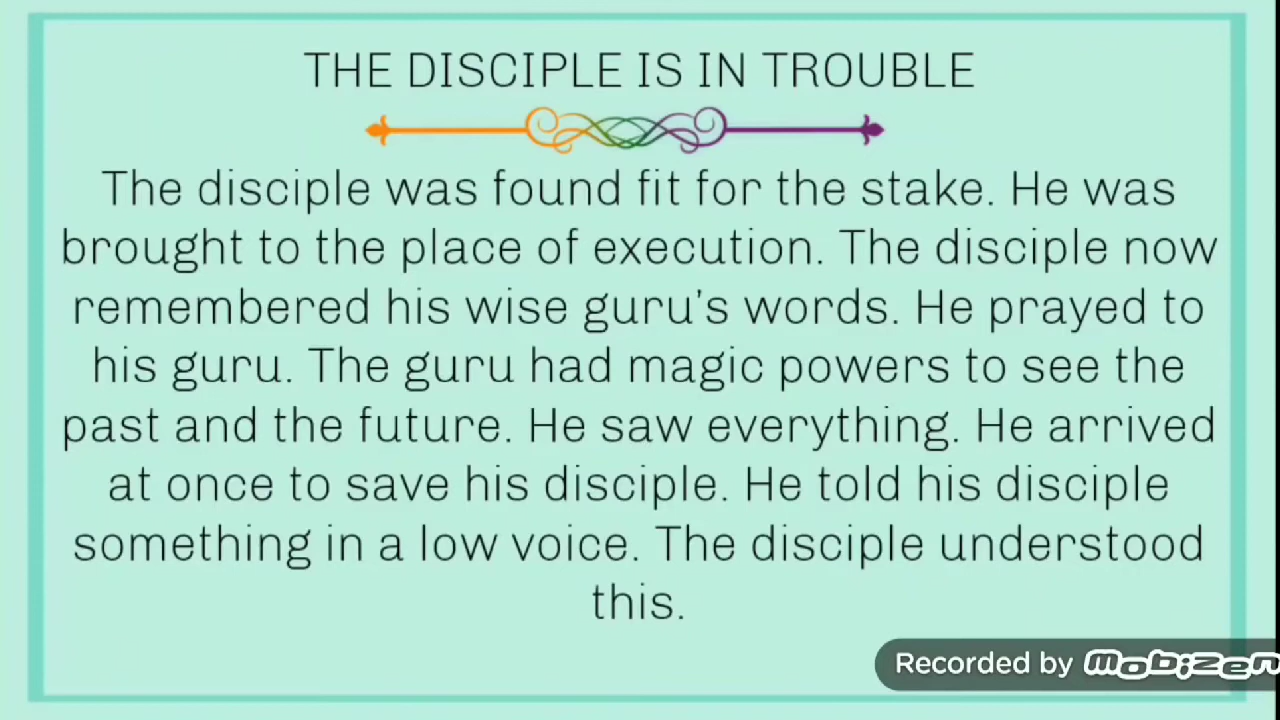 THE DISCIPLE IS IN TROUBLE
The disciple was found fit for the stake. He was
brought to the place of execution. The disciple now
remembered his wise guru's words. He prayed to
his guru. The guru had magic powers to see the
past and the future. He saw everything. He arrived
at once to save his disciple. He told his disciple
something in a low voice. The disciple understood
this.
Recorded by Mobizen